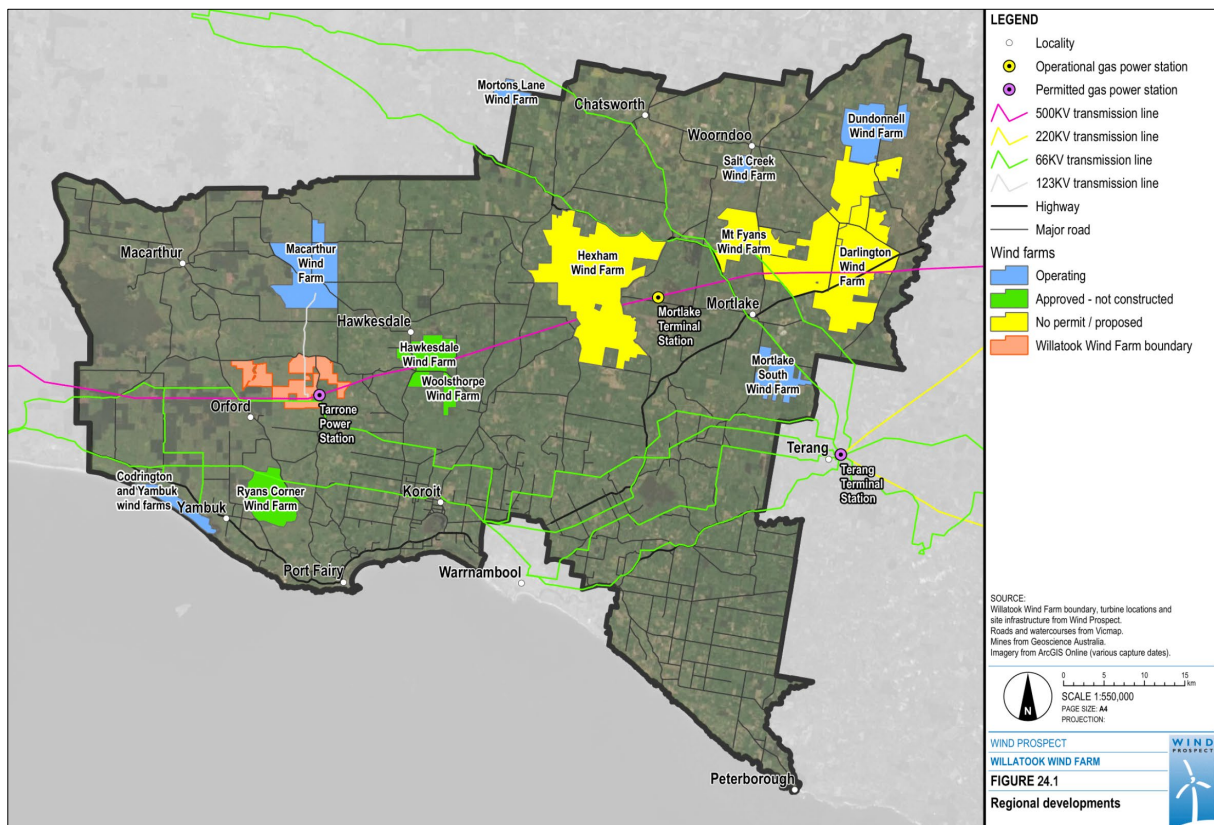 Mortons Lane
Wind Farm
Chatsworth
Woorndoo
Dundonnell
Wind Farm
Salt Creek
Wind Farm
Macarthur
Macarthur
Wind
Farm
Hexham
Wind Farm
Mt Fyans
Wind Farm
Darlington
Wind
Farm
Hawkesdale
Mortlake
Mortlake
Terminal
Station
Hawkesdale
Wind Farm
Woolsthorpe
Wind Farm
Mortlake
South
Wind Farm
Orford
Tarrone
Power
Station
Terang
Terang
Terminal
Station
Codrington
and Yambuk
wind farms
Yambuk
Ryans Corner
Wind Farm
Koroit
Port Fairy
Warrnambool
Peterborough
LEGEND
Locality
Operational gas power station
Permitted gas power station
500KV transmission line
220KV transmission line
66KV transmission line
123KV transmission line
Highway
Major road
Wind farms
Operating
Approved - not constructed
No permit / proposed
Willatook Wind Farm boundary
SOURCE:
Willatook Wind Farm boundary, turbine locations and
site infrastructure from Wind Prospect.
Roads and watercourses from Vicmap.
Mines from Geoscience Australia.
Imagery from ArcGIS Online (various capture dates).
N
0 5 10 15
km
SCALE 1:550,000
PAGE SIZE: A4
PROJECTION:
WIND PROSPECT
WILLATOOK WIND FARM
FIGURE 24.1
Regional developments
WIND
PROSPECT